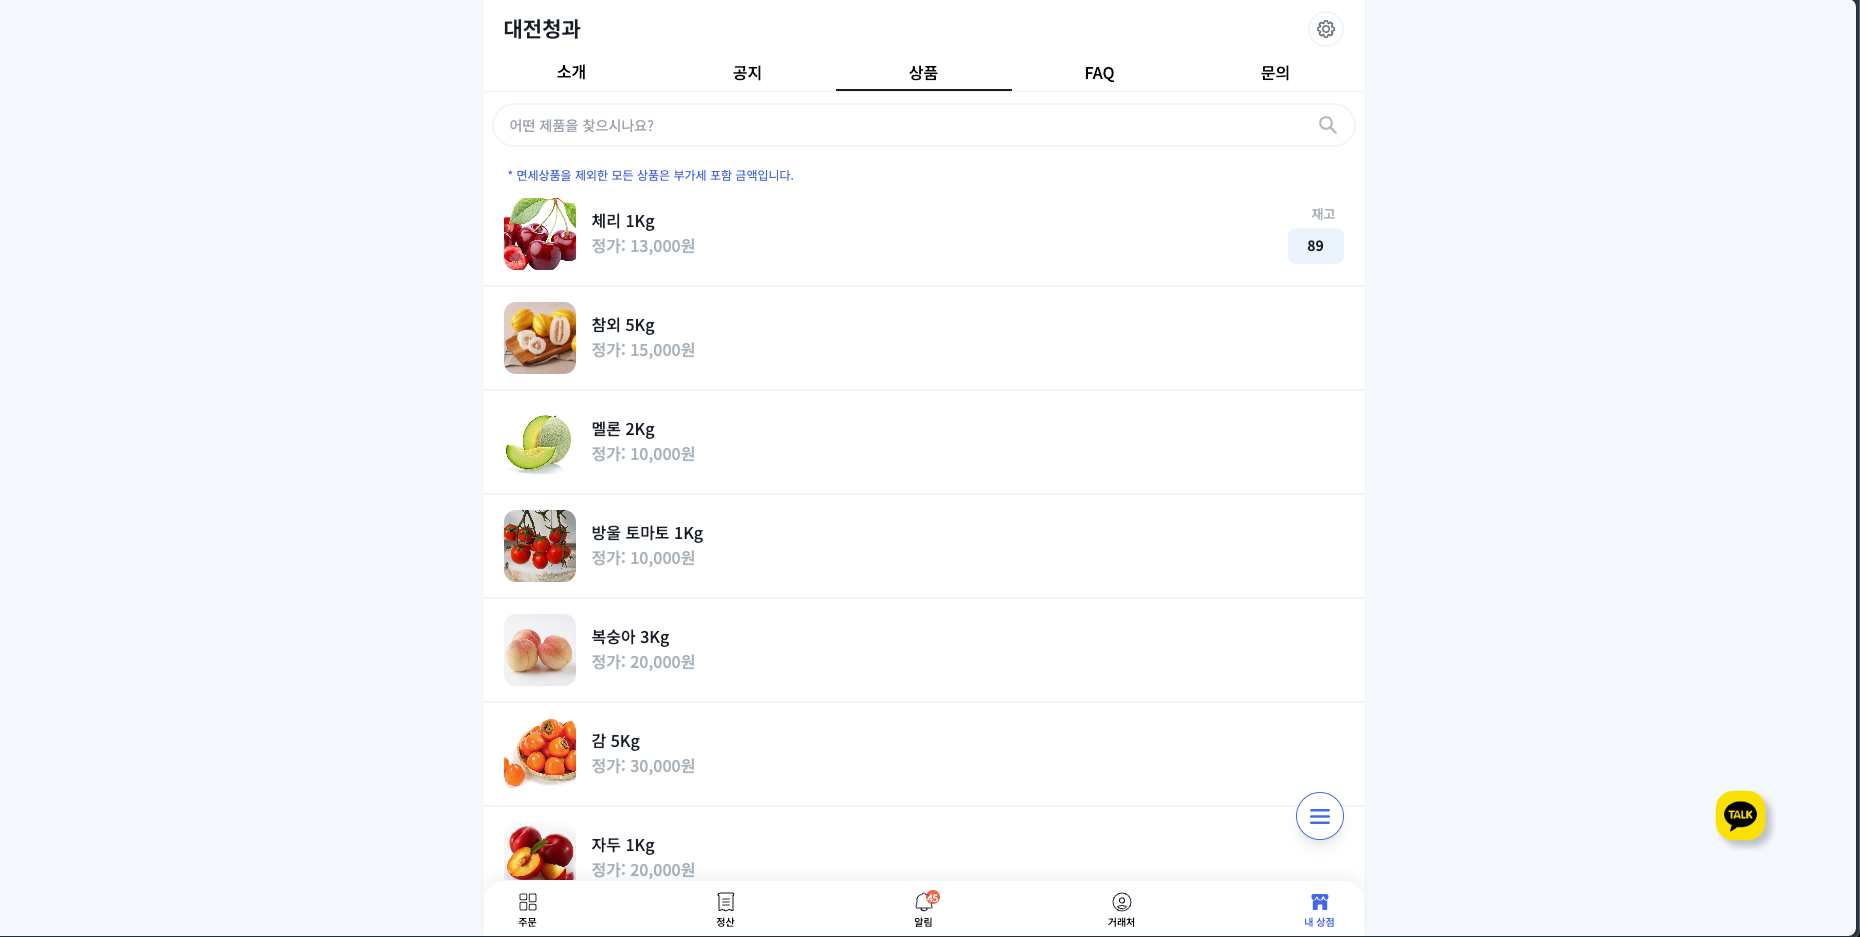 대전청과
소개
공지
상품
FAQ
문의
어떤 제품을 찾으시나요?
* 면세상품을 제외한 모든 상품은 부가세 포함 금액입니다.
체리 1Kg
정가: 13,000원
재고
89
참외 5Kg
정가: 15,000원
멜론 2Kg
정가: 10,000원
방울 토마토 1Kg
정가: 10,000원
복숭아 3Kg
정가: 20,000원
감 5Kg
정가: 30,000원
자두 1Kg
정가: 20,000원
TALK
주문
정산
45
알림
거래처
내 상점